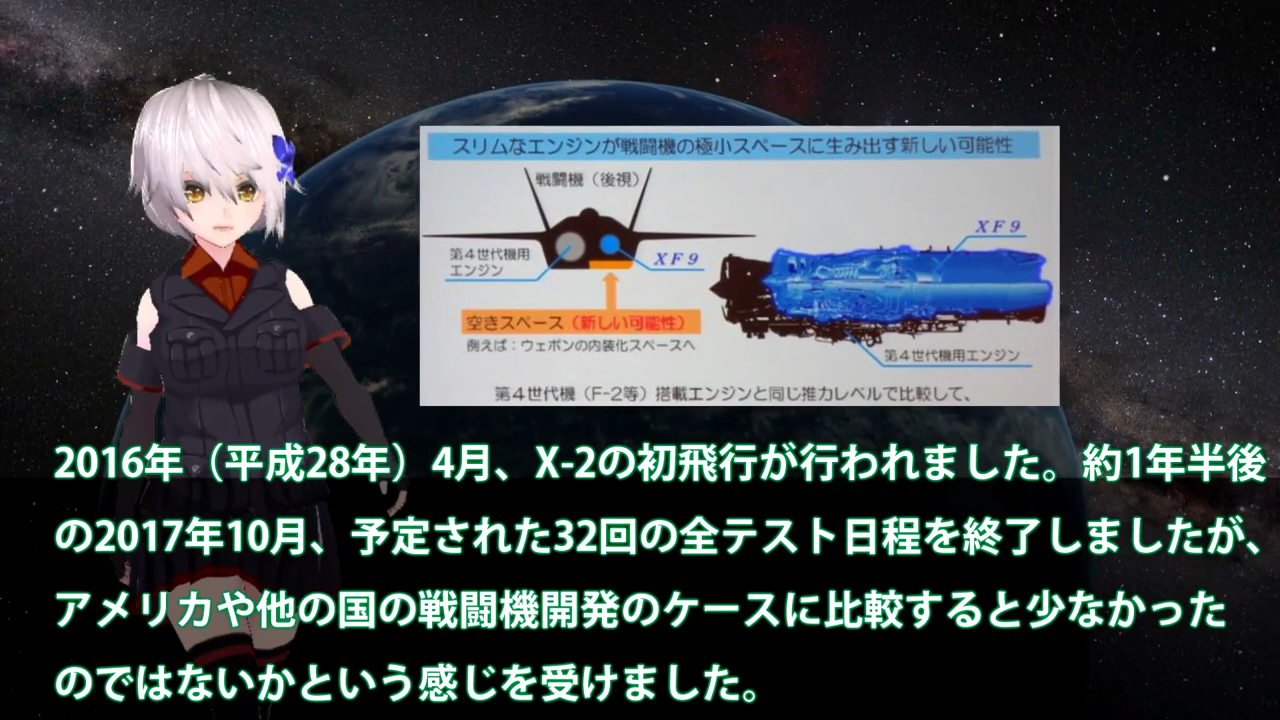 スリムなエンジンが戦闘機の極小スペースに生み出す新しい可能性
戦闘機（後視）
第４世代機用
エンジン
XF9
空きスペース（新しい可能性）
例えば：ウェポンの内装化スペースへ
XF9
第４世代機用エンジン
第４世代機（F-2等）搭載エンジンと同じ推力レベルで比較して、
2016年（平成28年）4月、X-2の初飛行が行われました。約1年半後
の2017年10月、予定された32回の全テスト日程を終了しましたが、
アメリカや他の国の戦闘機開発のケースに比較すると少なかった
のではないかという感じを受けました。